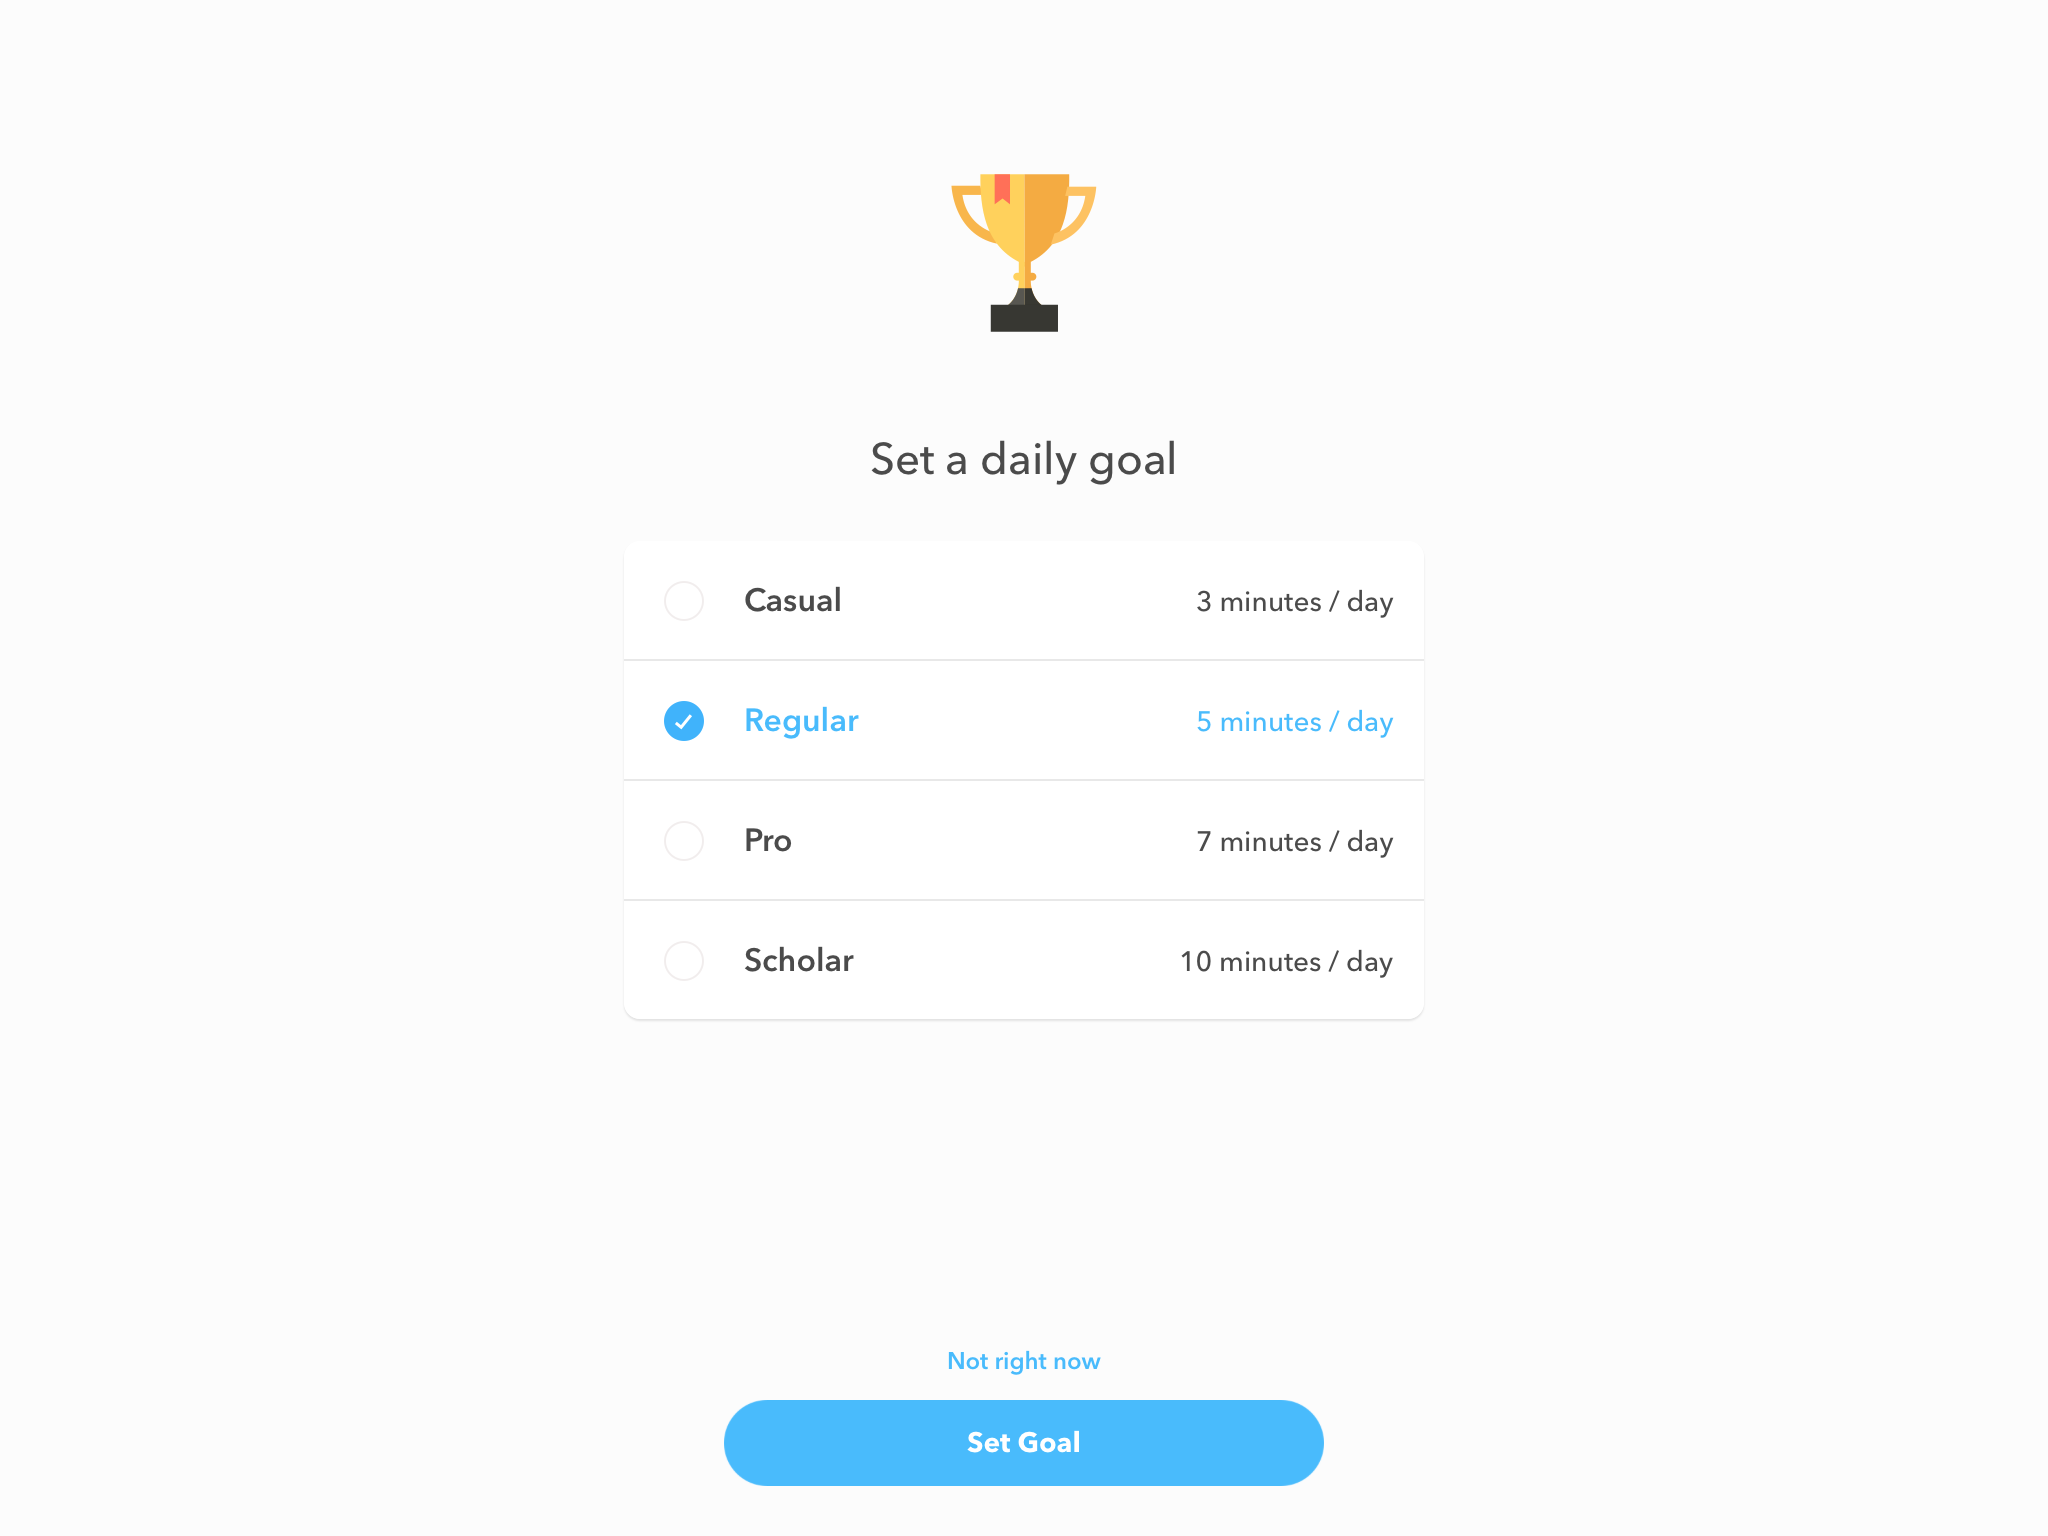 Set a daily goal
Casual 3 minutes / day
Regular 5 minutes / day
Pro 7 minutes / day
Scholar 10 minutes / day
Not right now
Set Goal